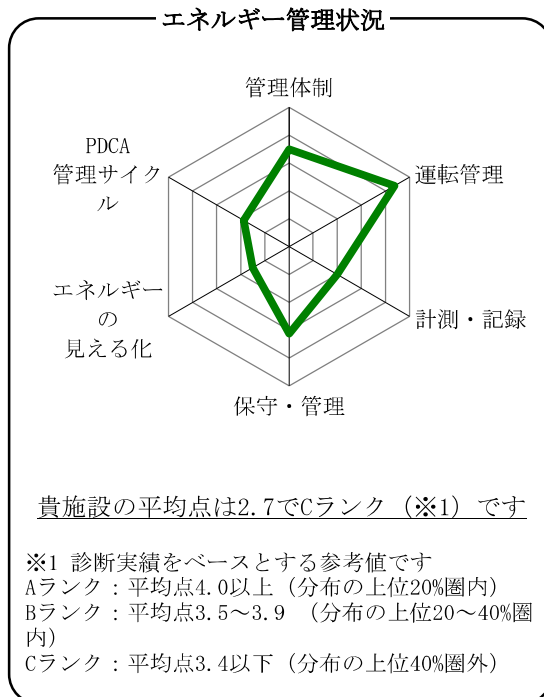 エネルギー管理状況
管理体制
PDCA
管理サイク
ル
運転管理
エネルギー
の
見える化
計測・記録
保守・管理
貴施設の平均点は2.7でCランク（※1）です
※1 診断実績をベースとする参考値です
Aランク：平均点4.0以上（分布の上位20%圏内）
Bランク：平均点3.5～3.9 （分布の上位20～40%圏
内）
Cランク：平均点3.4以下（分布の上位40%圏外）